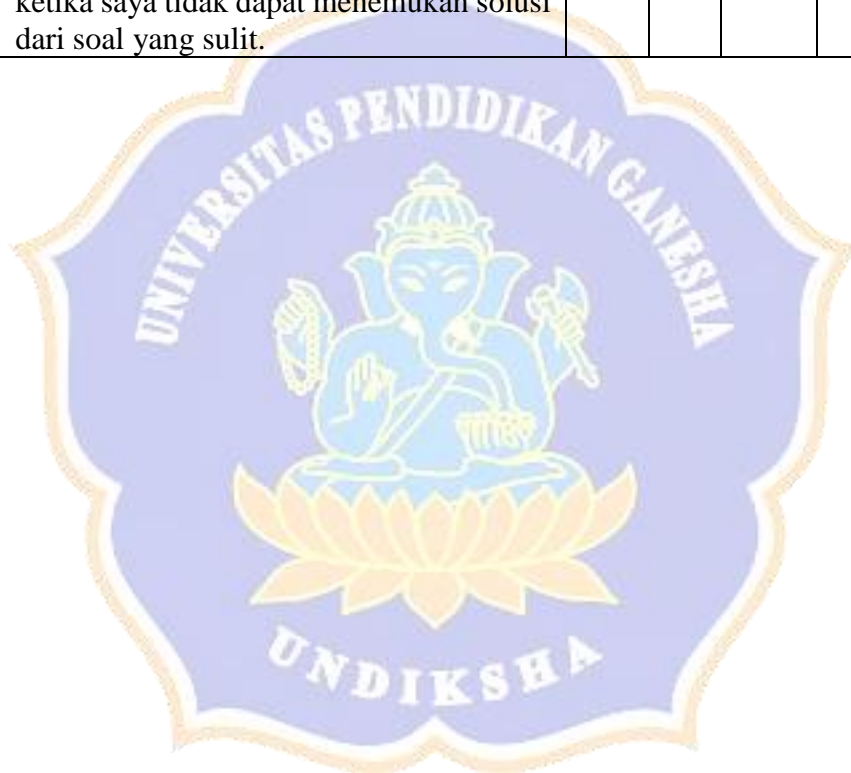 ketika saya tidak dapat menemukan solusi
dari soal yang sulit.
UNIVERSITAS PENDIDIKAN GANESHA
UNDIKSHA